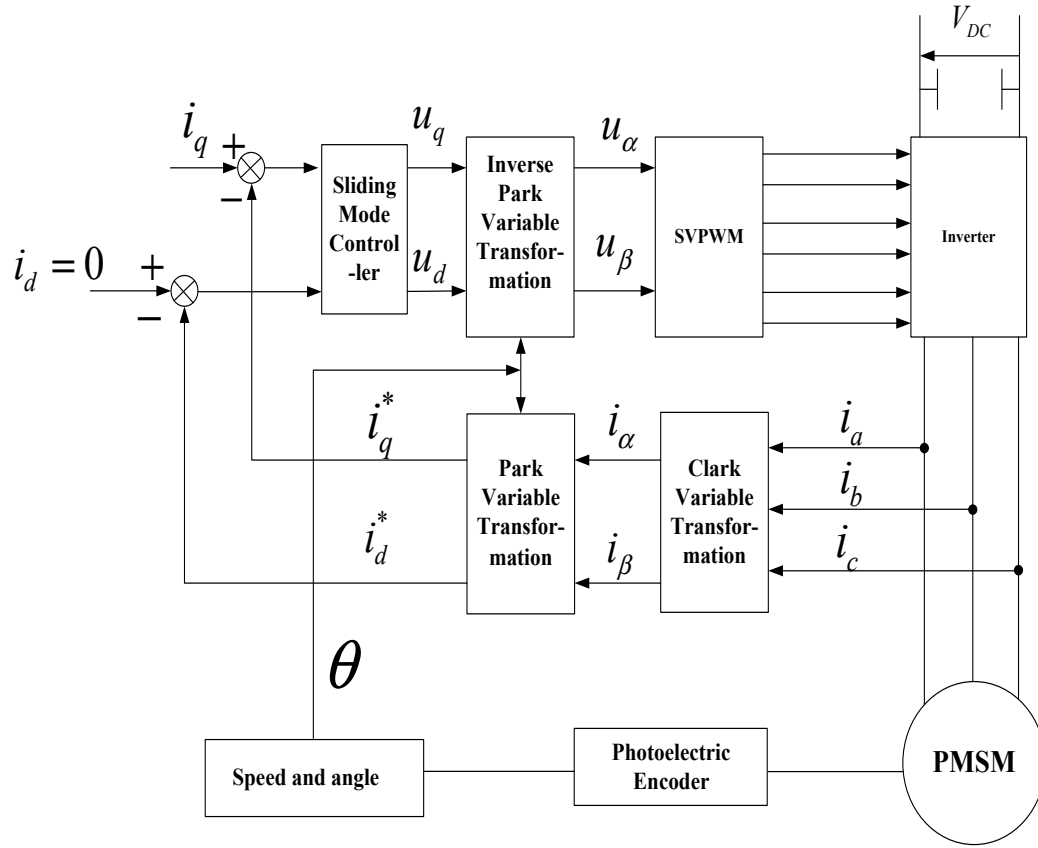 V_{DC}
i_q
+
−
Sliding
Mode
Control
-ler
u_q
u_d
Inverse
Park
Variable
Transfor-
mation
u_α
u_β
SVPWM
Inverter
i_d = 0
+
−
i_q^*
i_d^*
Park
Variable
Transfor-
mation
i_α
i_β
Clark
Variable
Transfor-
mation
i_a
i_b
i_c
θ
Speed and angle
Photoelectric
Encoder
PMSM